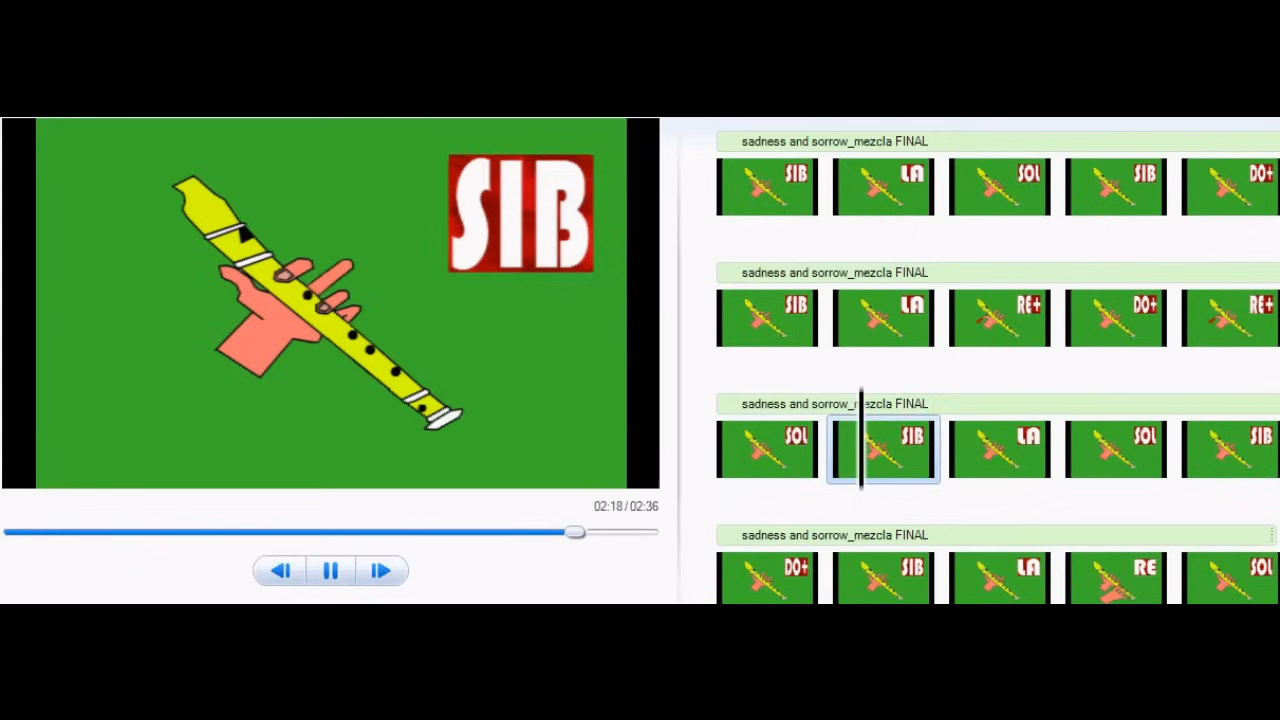 SIB
02:18/02:36
sadness and sorrow_mezcla FINAL
SIB LA SOL SIB DO+
sadness and sorrow_mezcla FINAL
SIB LA RE+ DO+ RE+
sadness and sorrow_mezcla FINAL
SOL SIB LA SOL SIB
sadness and sorrow_mezcla FINAL
DO+ SIB LA RE SOL